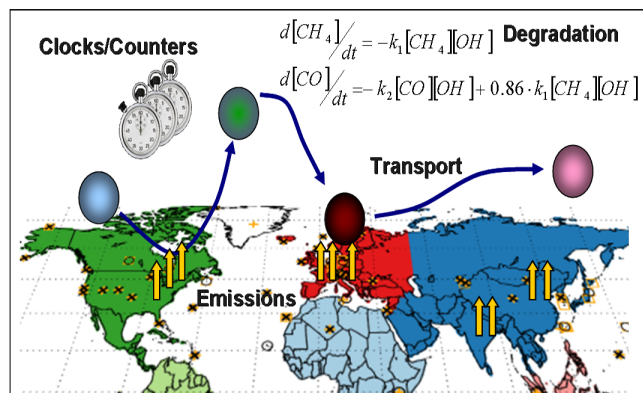 Clocks/Counters
d[CH₄]/dt = −k₁[CH₄][OH]
Degradation
d[CO]/dt = −k₂[CO][OH] + 0.86·k₁[CH₄][OH]
Transport
Emissions